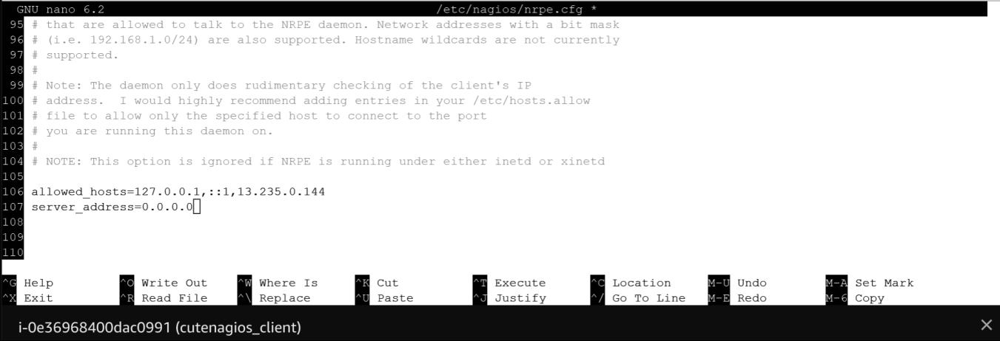 GNU nano 6.2 /etc/nagios/nrpe.cfg *
95 # that are allowed to talk to the NRPE daemon. Network addresses with a bit mask
96 # (i.e. 192.168.1.0/24) are also supported. Hostname wildcards are not currently
97 # supported.
98 #
99 # Note: The daemon only does rudimentary checking of the client's IP
100 # address.  I would highly recommend adding entries in your /etc/hosts.allow
101 # file to allow only the specified host to connect to the port
102 # you are running this daemon on.
103 #
104 # NOTE: This option is ignored if NRPE is running under either inetd or xinetd
105
106 allowed_hosts=127.0.0.1,::1,13.235.0.144
107 server_address=0.0.0.0
108
109
110
^G Help ^O Write Out ^W Where Is ^K Cut ^T Execute ^C Location M-U Undo M-A Set Mark
^X Exit ^R Read File ^\ Replace ^U Paste ^J Justify ^/ Go To Line M-E Redo M-6 Copy
i-0e36968400dac0991 (cutenagios_client)